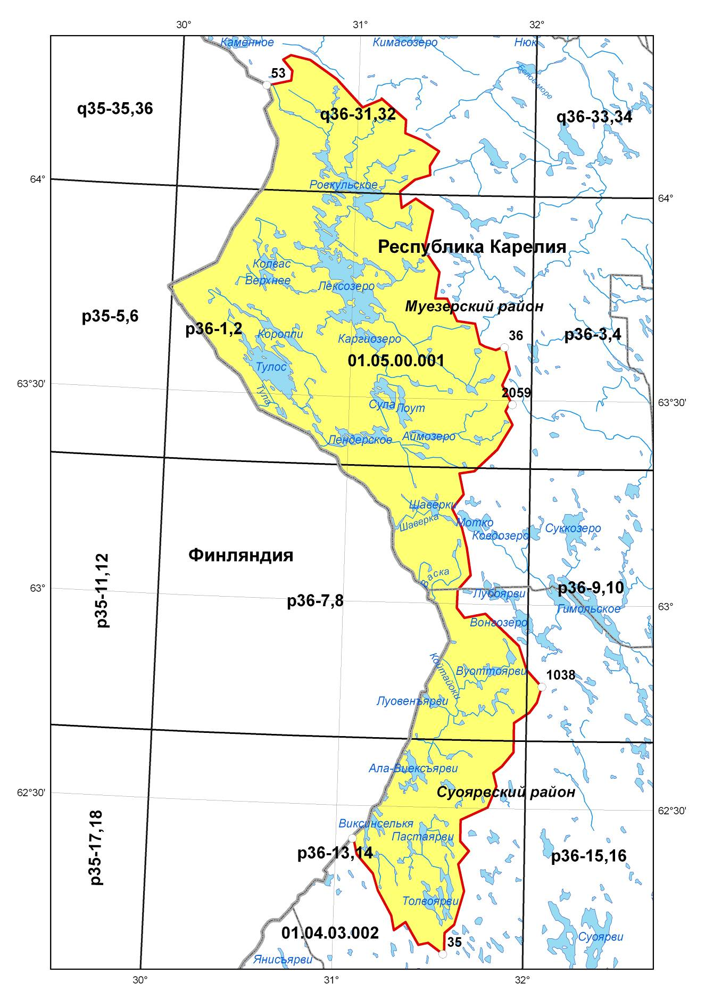 30°
31°
32°
Каменное
Кимасозеро
Нюк
Белое море
53
q35-35,36
q36-31,32
q36-33,34
64°
Ровкульское
64°
Республика Карелия
Колвас
Верхнее
Лексозеро
Муезерский район
p35-5,6
p36-1,2
Короппи
Каргиозеро
36
p36-3,4
01.05.00.001
Тулос
63°30'
Тула
2059
Сула
Лоут
63°30'
Лендерское
Аймозеро
Шаверки
Шаверка
Мотко
Ковдозеро
Суккозеро
Финляндия
p35-11,12
Раска
63°
p36-7,8
Лубоярви
p36-9,10
Гимольское
63°
Вонгозеро
Койтайоки
Вуоттоярви
1038
Луовенъярви
Ала-Виексъярви
62°30'
Суоярвский район
62°30'
Виксинселькя
Пастаярви
p35-17,18
p36-13,14
p36-15,16
Толвоярви
01.04.03.002
35
Суоярви
Янисъярви
30°
31°
32°